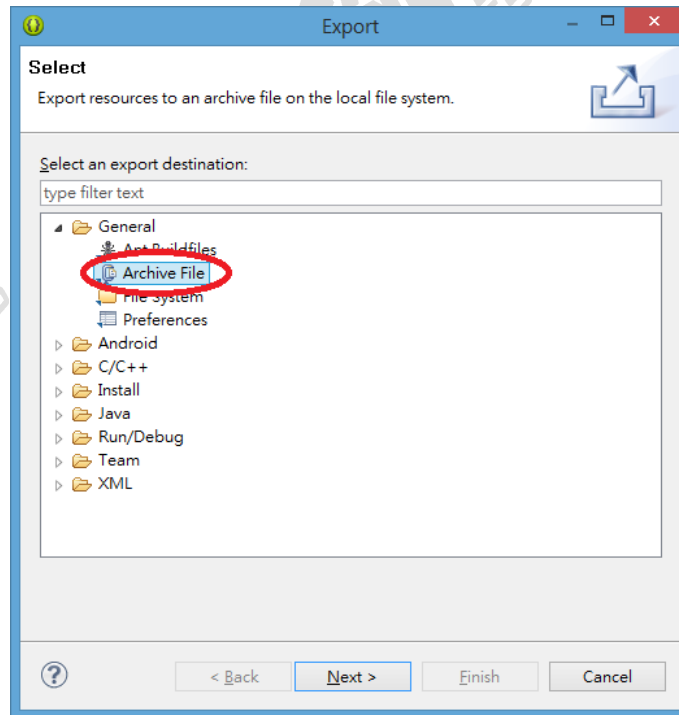 Export
Select
Export resources to an archive file on the local file system.
Select an export destination:
type filter text
General
Ant Buildfiles
Archive File
File System
Preferences
Android
C/C++
Install
Java
Run/Debug
Team
XML
< Back
Next >
Finish
Cancel